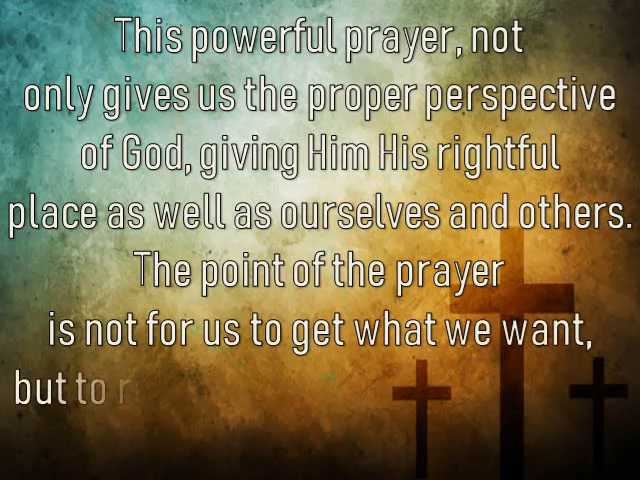 This powerful prayer, not
only gives us the proper perspective
of God, giving Him His rightful
place as well as ourselves and others.
The point of the prayer
is not for us to get what we want,
but to